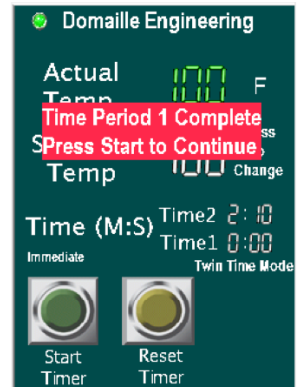 Domaille Engineering
Actual
Temp
100 F
Time Period 1 Complete
Press Start to Continue
Temp
Change
Time (M:S)
Time2 2:10
Time1 0:00
Immediate
Twin Time Mode
Start
Timer
Reset
Timer